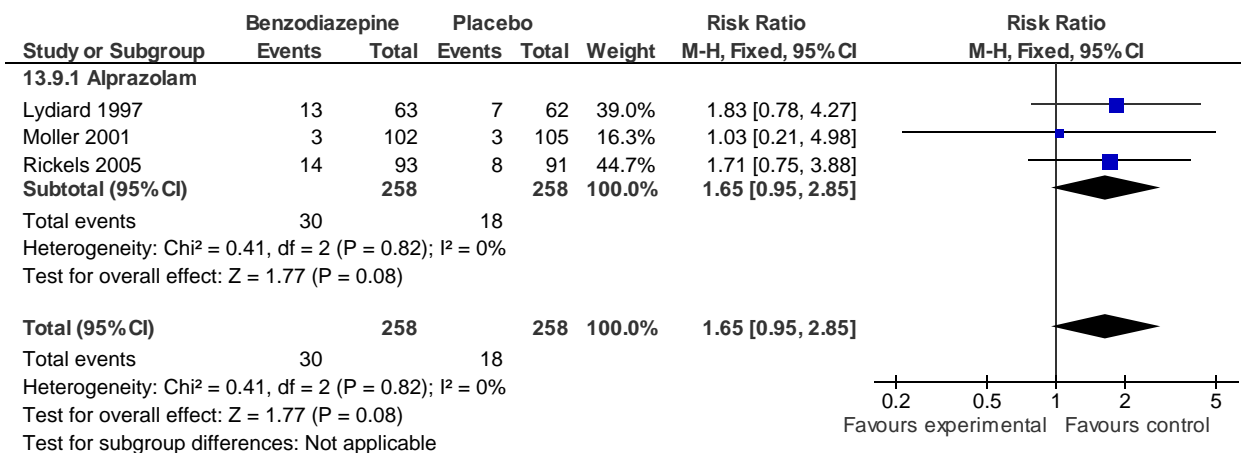 Benzodiazepine Placebo Risk Ratio Risk Ratio
Study or Subgroup Events Total Events Total Weight M-H, Fixed, 95% CI M-H, Fixed, 95% CI
13.9.1 Alprazolam
Lydiard 1997 13 63 7 62 39.0% 1.83 [0.78, 4.27]
Moller 2001 3 102 3 105 16.3% 1.03 [0.21, 4.98]
Rickels 2005 14 93 8 91 44.7% 1.71 [0.75, 3.88]
Subtotal (95% CI) 258 258 100.0% 1.65 [0.95, 2.85]
Total events 30 18
Heterogeneity: Chi² = 0.41, df = 2 (P = 0.82); I² = 0%
Test for overall effect: Z = 1.77 (P = 0.08)
Total (95% CI) 258 258 100.0% 1.65 [0.95, 2.85]
Total events 30 18
Heterogeneity: Chi² = 0.41, df = 2 (P = 0.82); I² = 0%
0.2 0.5 1 2 5
Test for overall effect: Z = 1.77 (P = 0.08)
Favours experimental Favours control
Test for subgroup differences: Not applicable